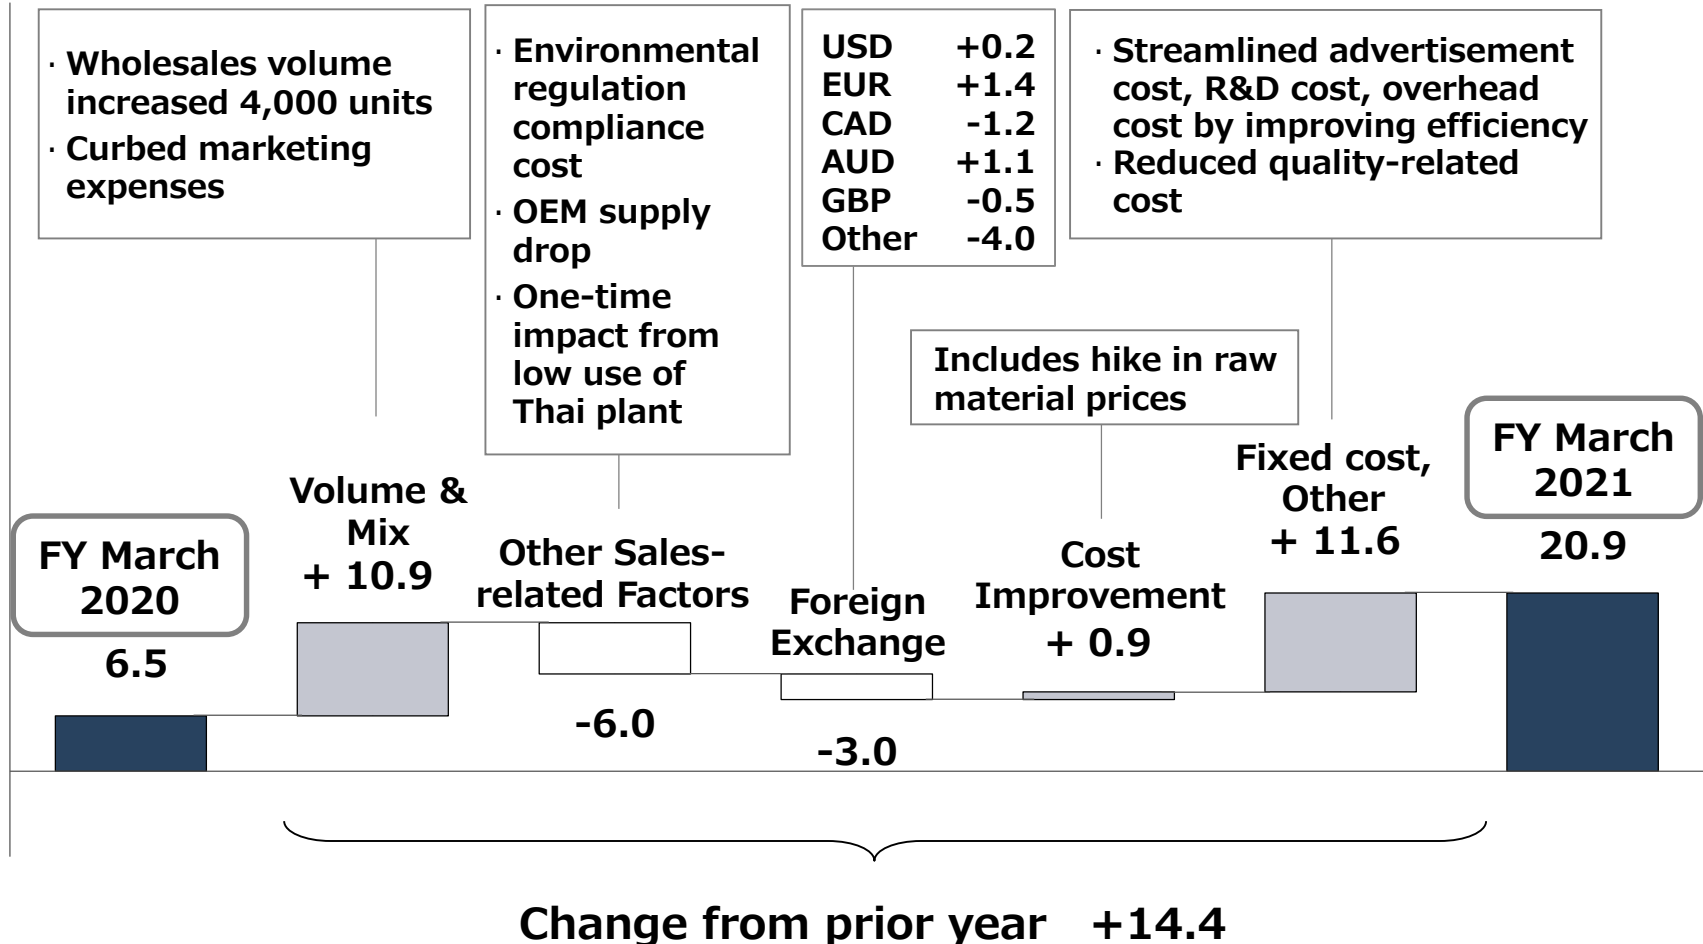 · Wholesales volume
increased 4,000 units
· Curbed marketing
expenses
· Environmental
regulation
compliance
cost
· OEM supply
drop
· One-time
impact from
low use of
Thai plant
USD +0.2
EUR +1.4
CAD -1.2
AUD +1.1
GBP -0.5
Other -4.0
· Streamlined advertisement
cost, R&D cost, overhead
cost by improving efficiency
· Reduced quality-related
cost
Includes hike in raw
material prices
FY March
2020
6.5
Volume &
Mix
+ 10.9
Other Sales-
related Factors
-6.0
Foreign
Exchange
-3.0
Cost
Improvement
+ 0.9
Fixed cost,
Other
+ 11.6
FY March
2021
20.9
Change from prior year +14.4